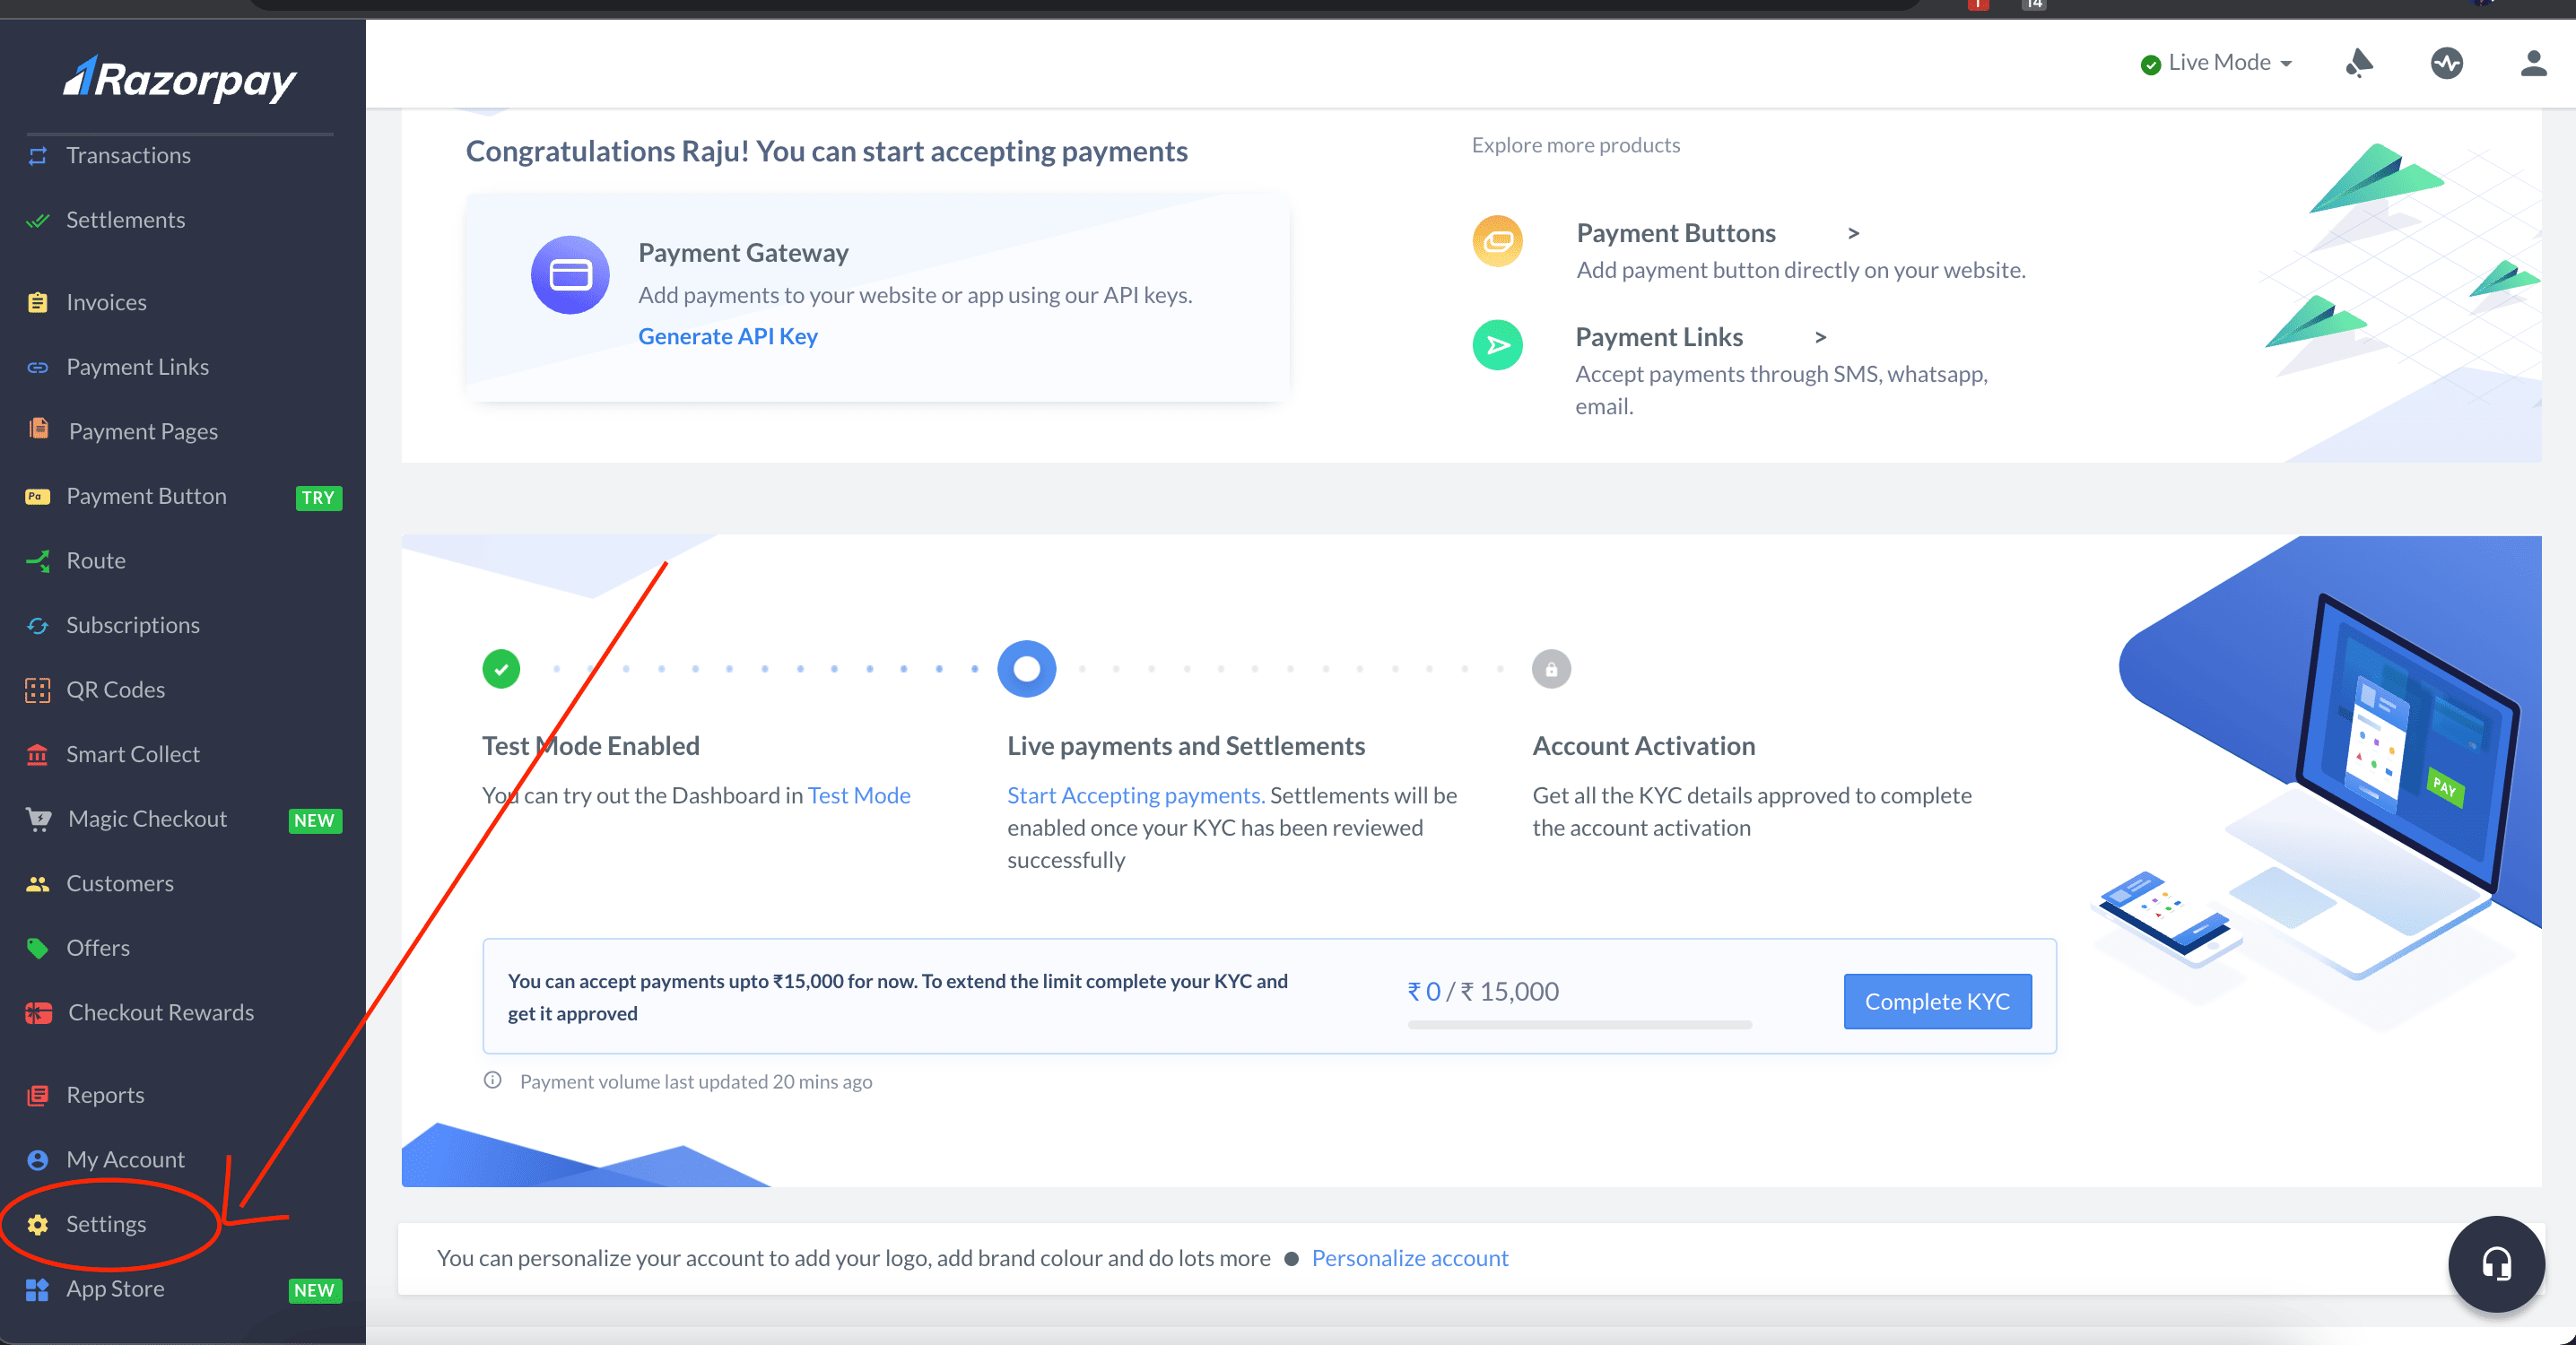 1
14
Razorpay
Live Mode
Transactions
Settlements
Invoices
Payment Links
Payment Pages
Pa
Payment Button
TRY
Route
Subscriptions
QR Codes
Smart Collect
Magic Checkout
NEW
Customers
Offers
Checkout Rewards
Reports
My Account
Settings
App Store
NEW
Congratulations Raju! You can start accepting payments
Payment Gateway
Add payments to your website or app using our API keys.
Generate API Key
Explore more products
Payment Buttons >
Add payment button directly on your website.
Payment Links >
Accept payments through SMS, whatsapp,
email.
Test Mode Enabled
You can try out the Dashboard in Test Mode
Live payments and Settlements
Start Accepting payments. Settlements will be
enabled once your KYC has been reviewed
successfully
Account Activation
Get all the KYC details approved to complete
the account activation
PAY
You can accept payments upto ₹15,000 for now. To extend the limit complete your KYC and
get it approved
₹ 0 / ₹ 15,000
Complete KYC
Payment volume last updated 20 mins ago
You can personalize your account to add your logo, add brand colour and do lots more ● Personalize account